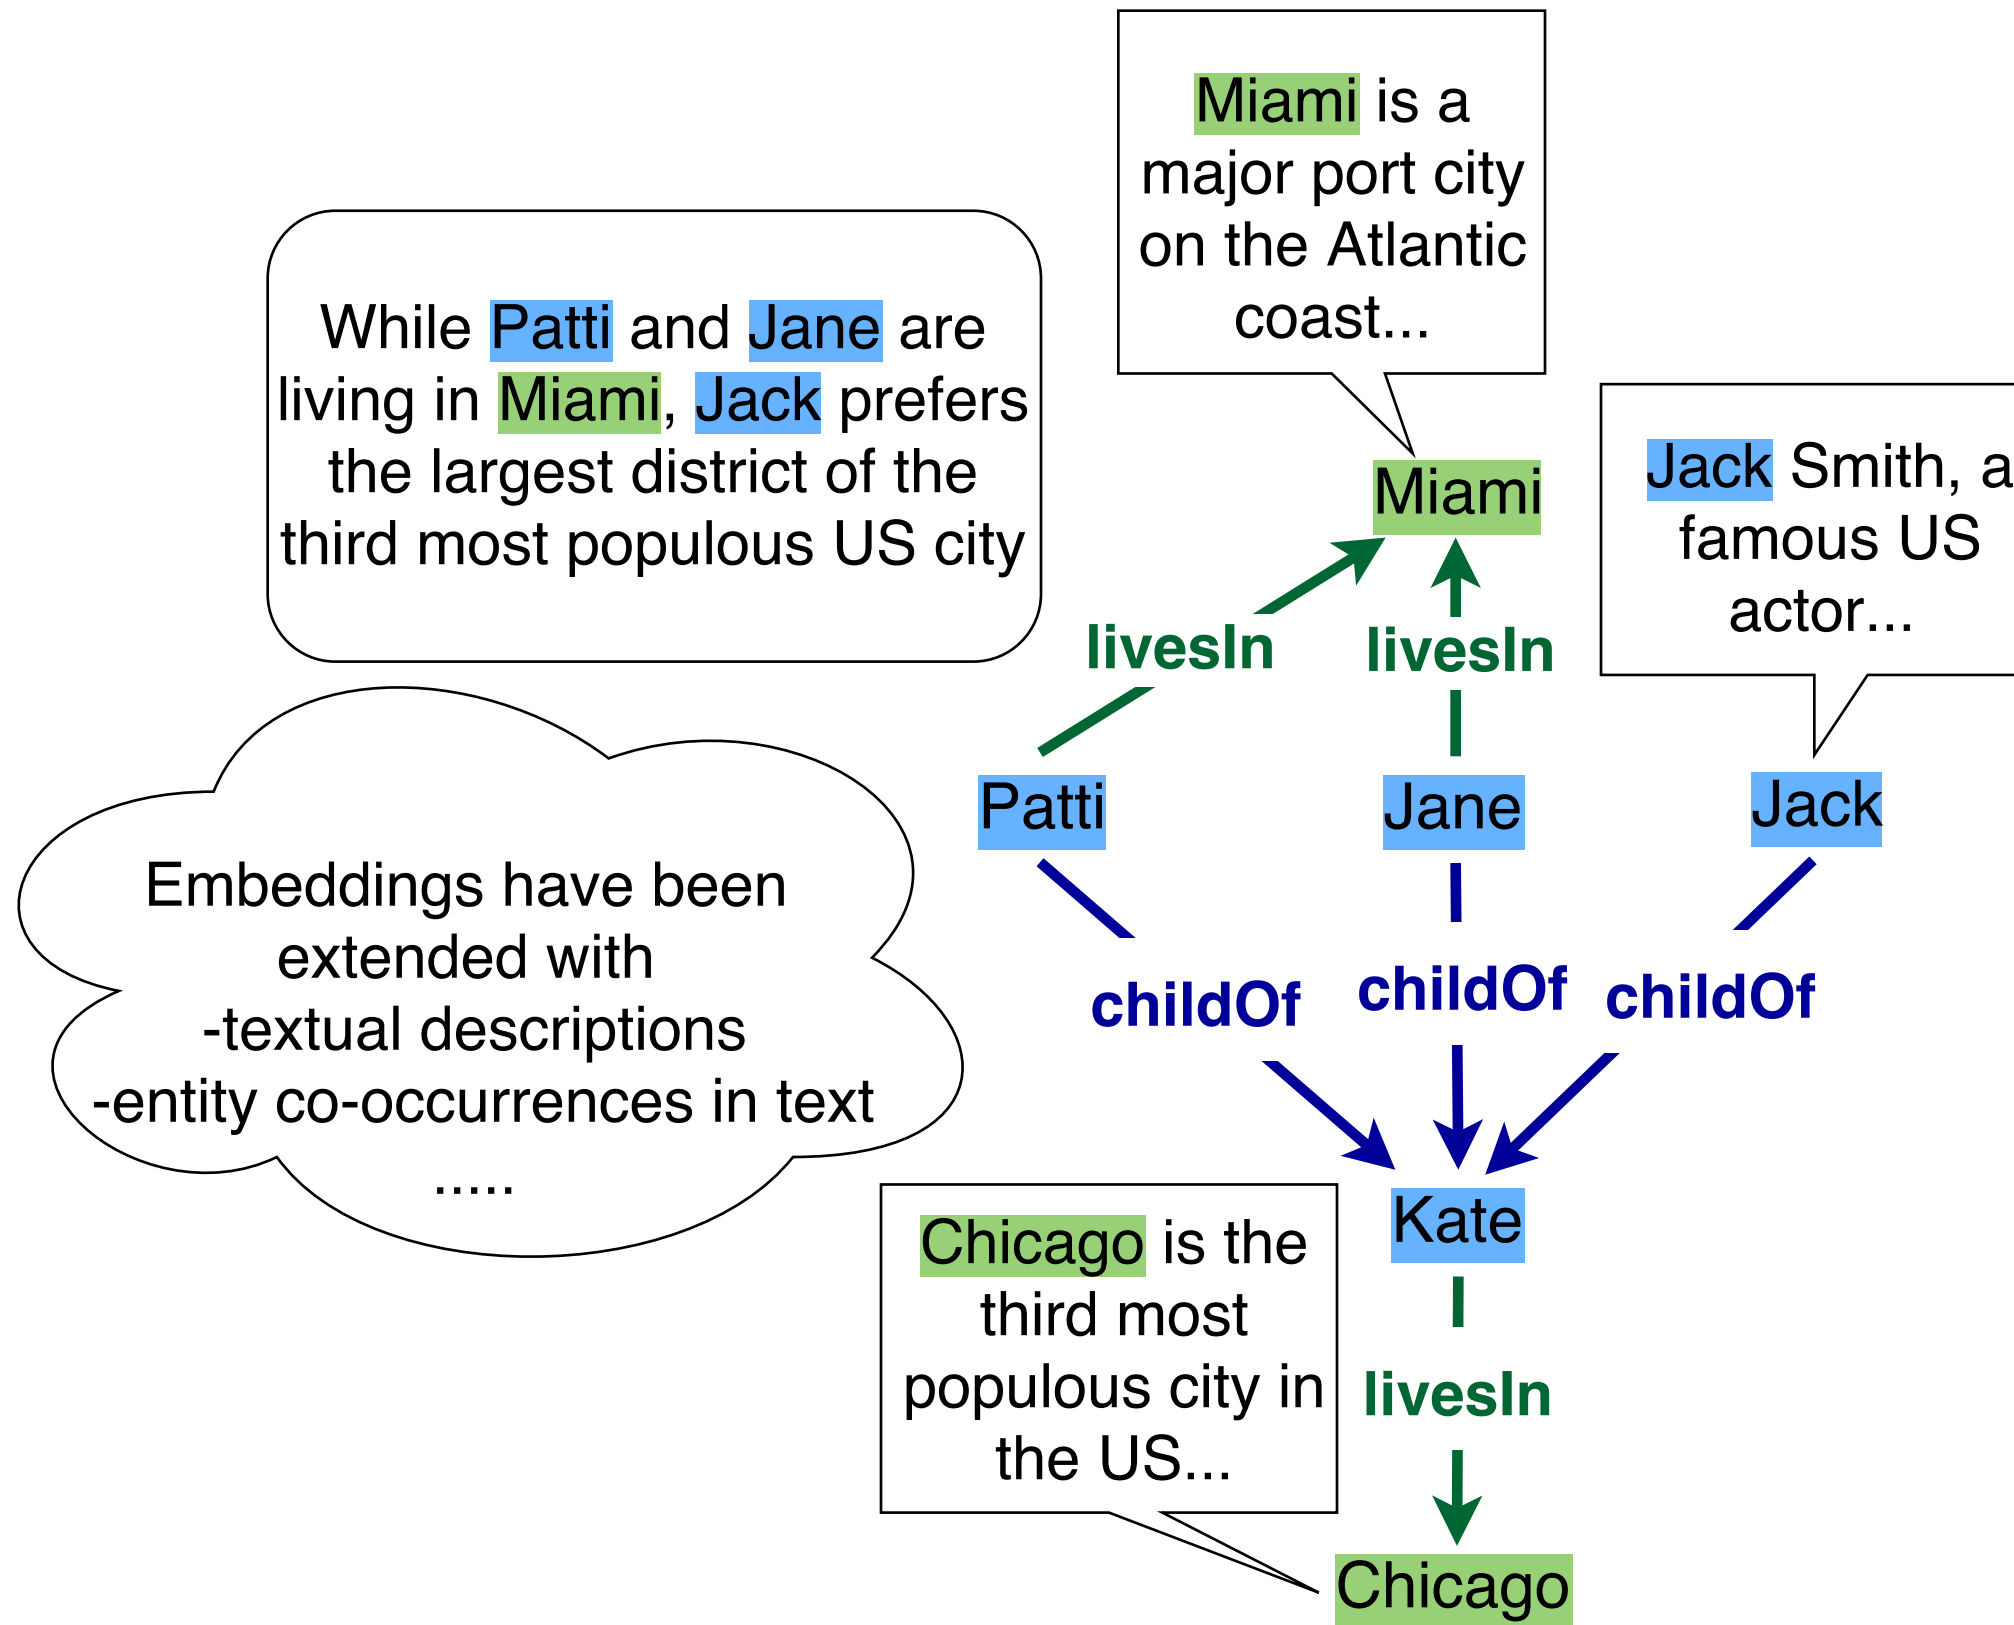 Miami is a
major port city
on the Atlantic
coast...
While Patti and Jane are
living in Miami, Jack prefers
the largest district of the
third most populous US city
Miami
Jack Smith, a
famous US
actor...
livesIn
livesIn
Patti
Jane
Jack
Embeddings have been
extended with
-textual descriptions
-entity co-occurrences in text
.....
childOf
childOf
childOf
Kate
Chicago is the
third most
populous city in
the US...
livesIn
Chicago